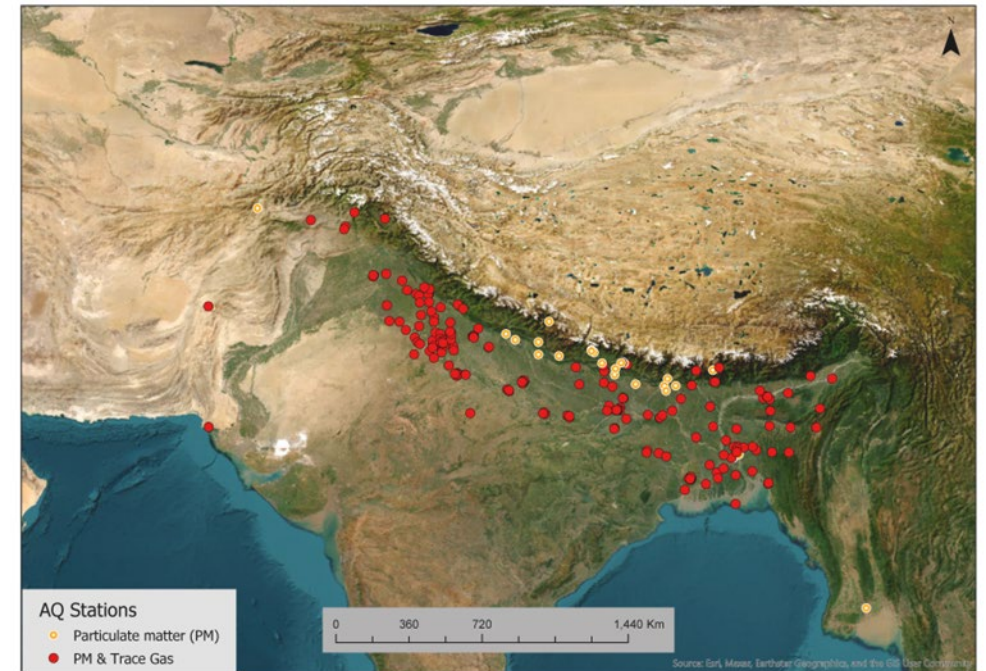 N
AQ Stations
Particulate matter (PM)
PM & Trace Gas
0 360 720 1,440 Km
Source: Esri, Maxar, Earthstar Geographics, and the GIS User Community